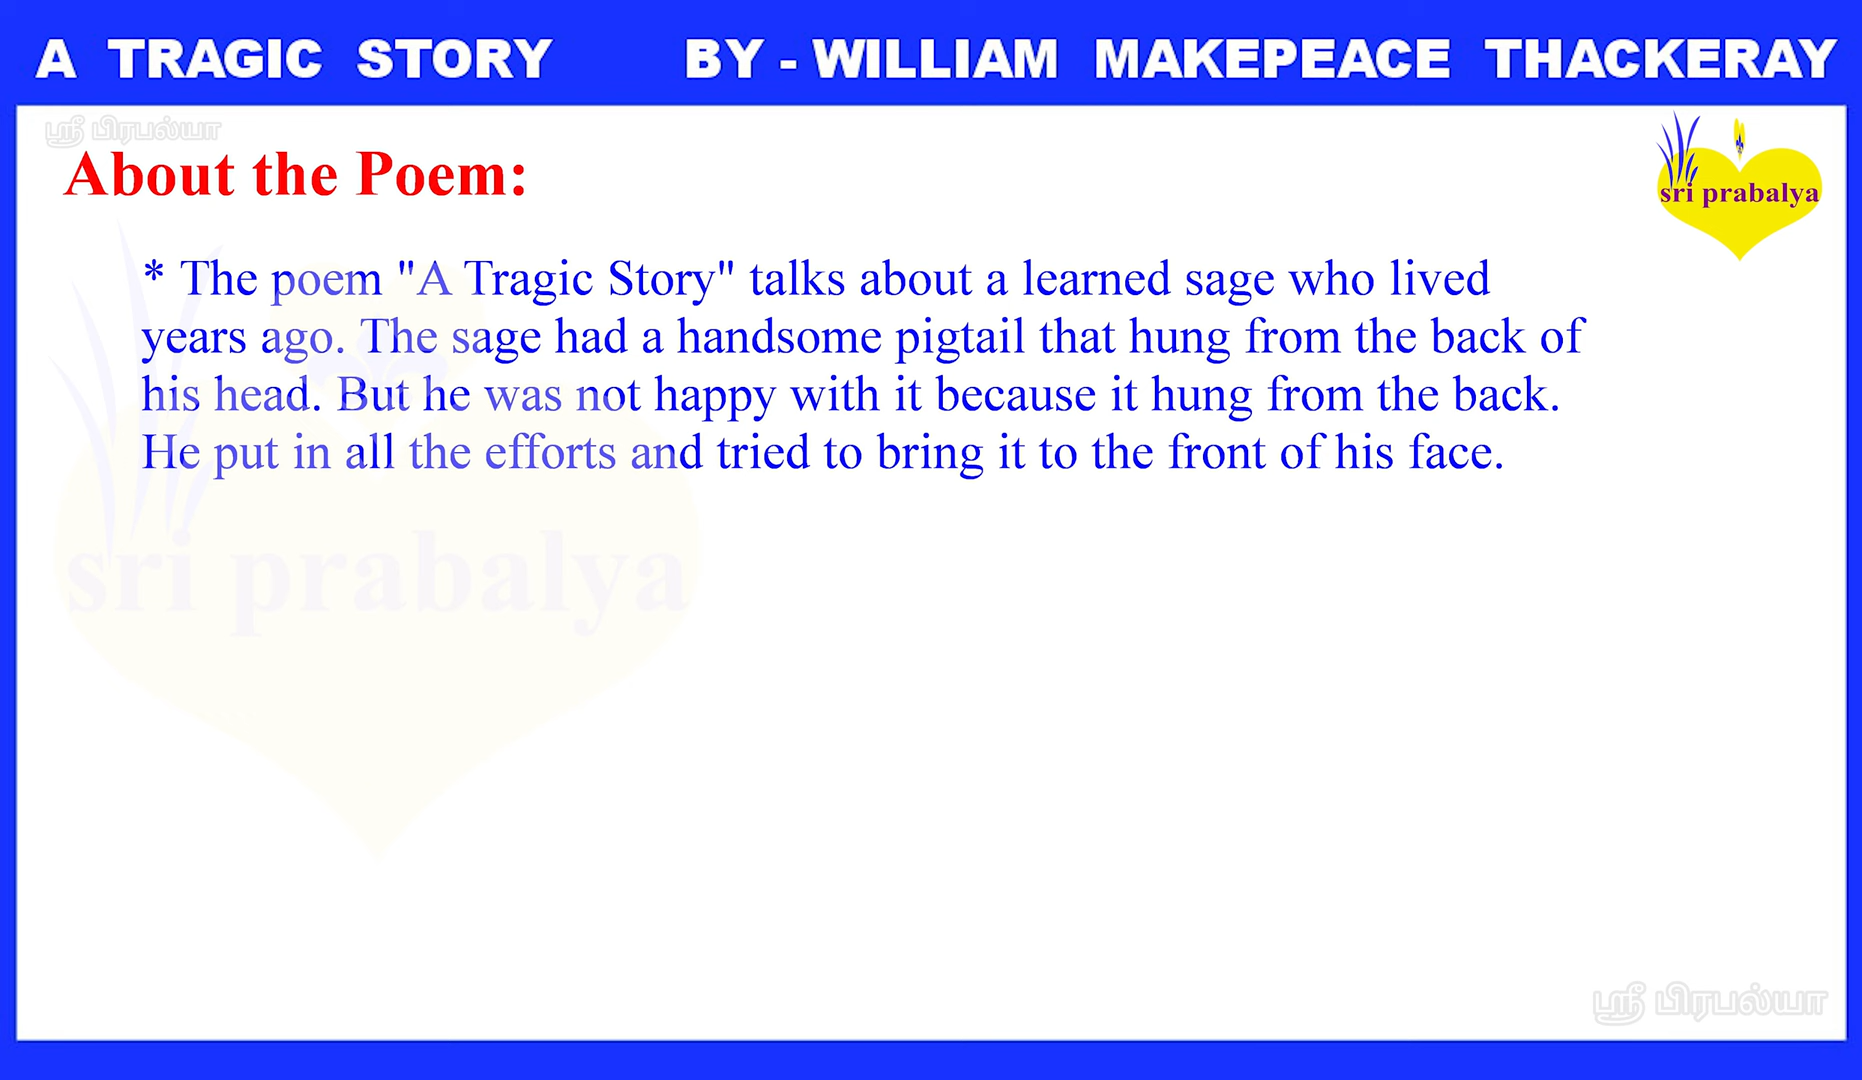 A TRAGIC STORY BY - WILLIAM MAKEPEACE THACKERAY
ஸ்ரீ பிரபல்யா
About the Poem:
sri prabalya
* The poem "A Tragic Story" talks about a learned sage who lived
years ago. The sage had a handsome pigtail that hung from the back of
his head. But he was not happy with it because it hung from the back.
He put in all the efforts and tried to bring it to the front of his face.
sri prabalya
ஸ்ரீ பிரபல்யா